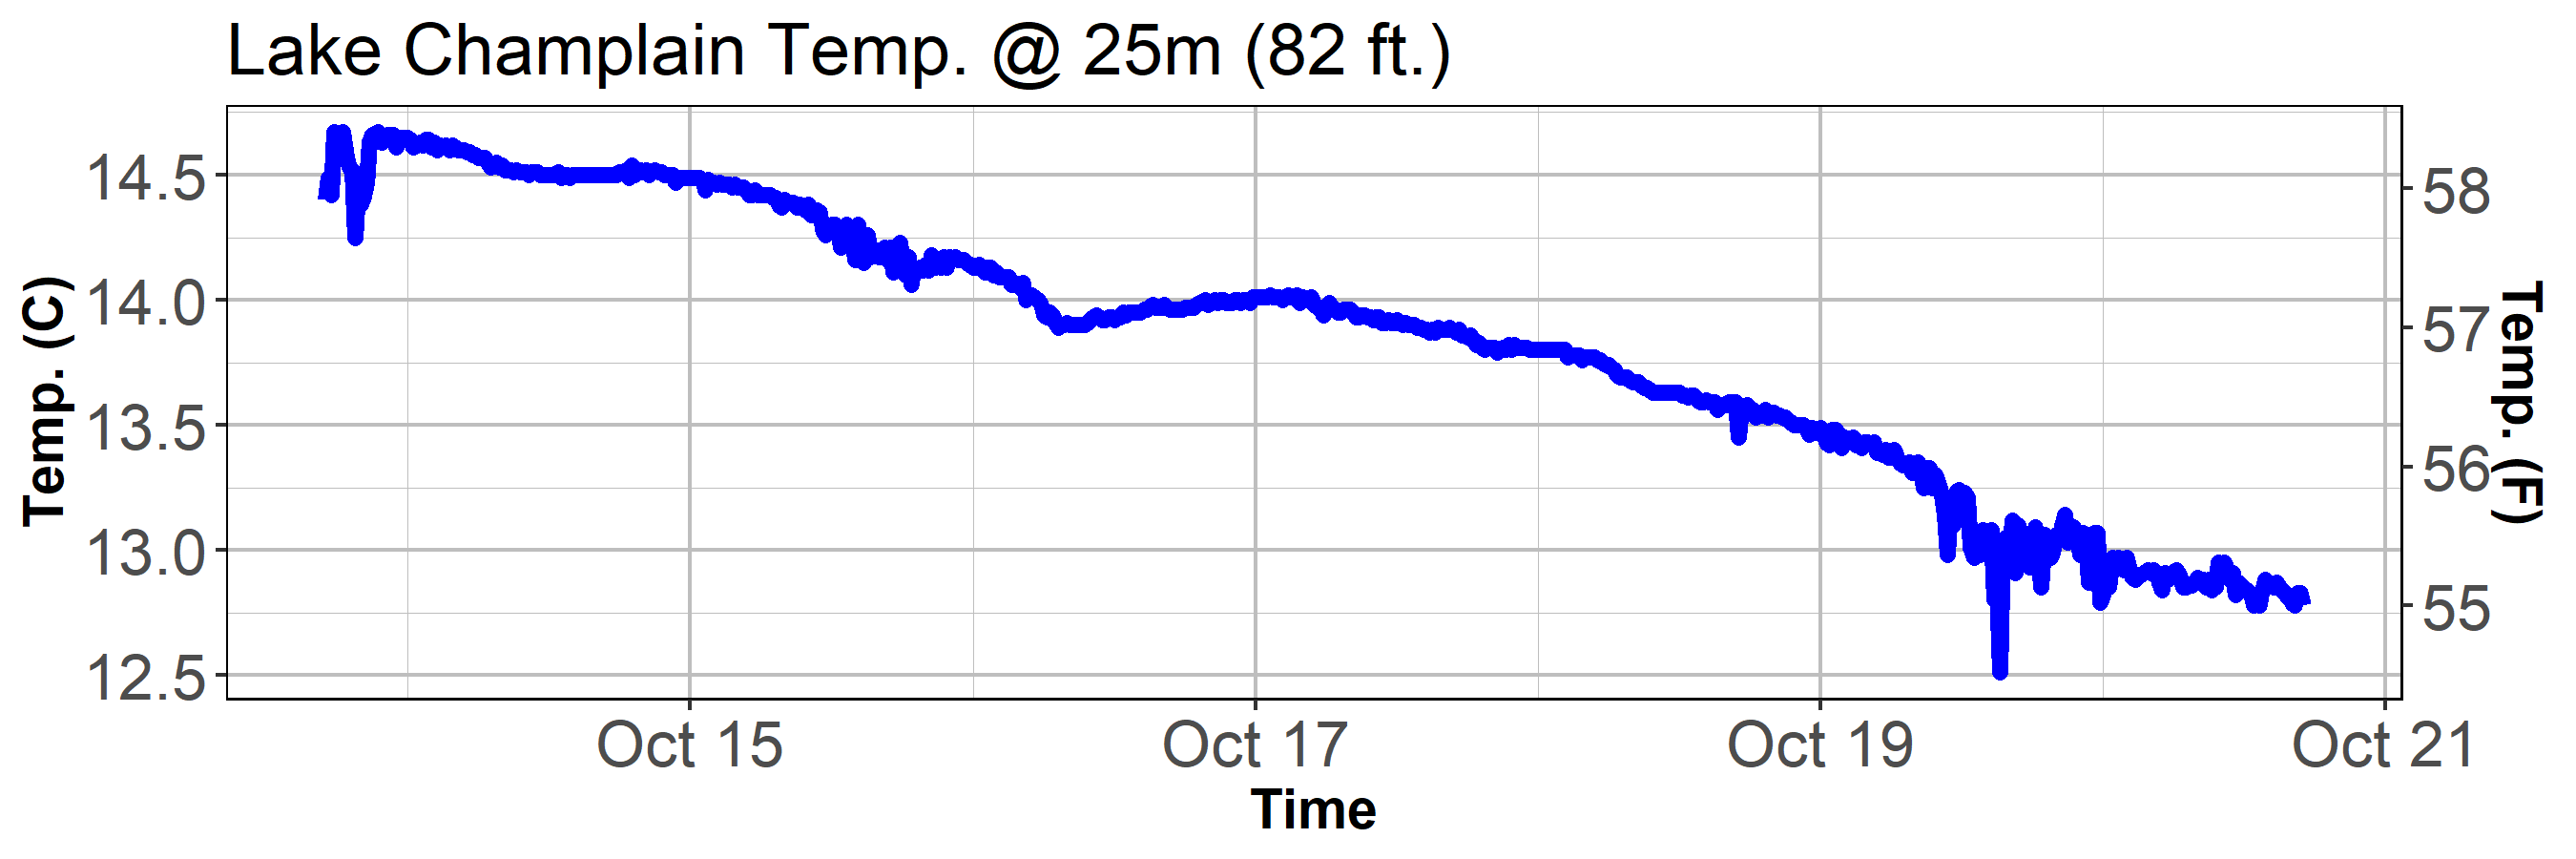 Lake Champlain Temp. @ 25m (82 ft.)
Temp. (C)
14.5
14.0
13.5
13.0
12.5
58
57
56
55
Temp. (F)
Oct 15
Oct 17
Oct 19
Oct 21
Time